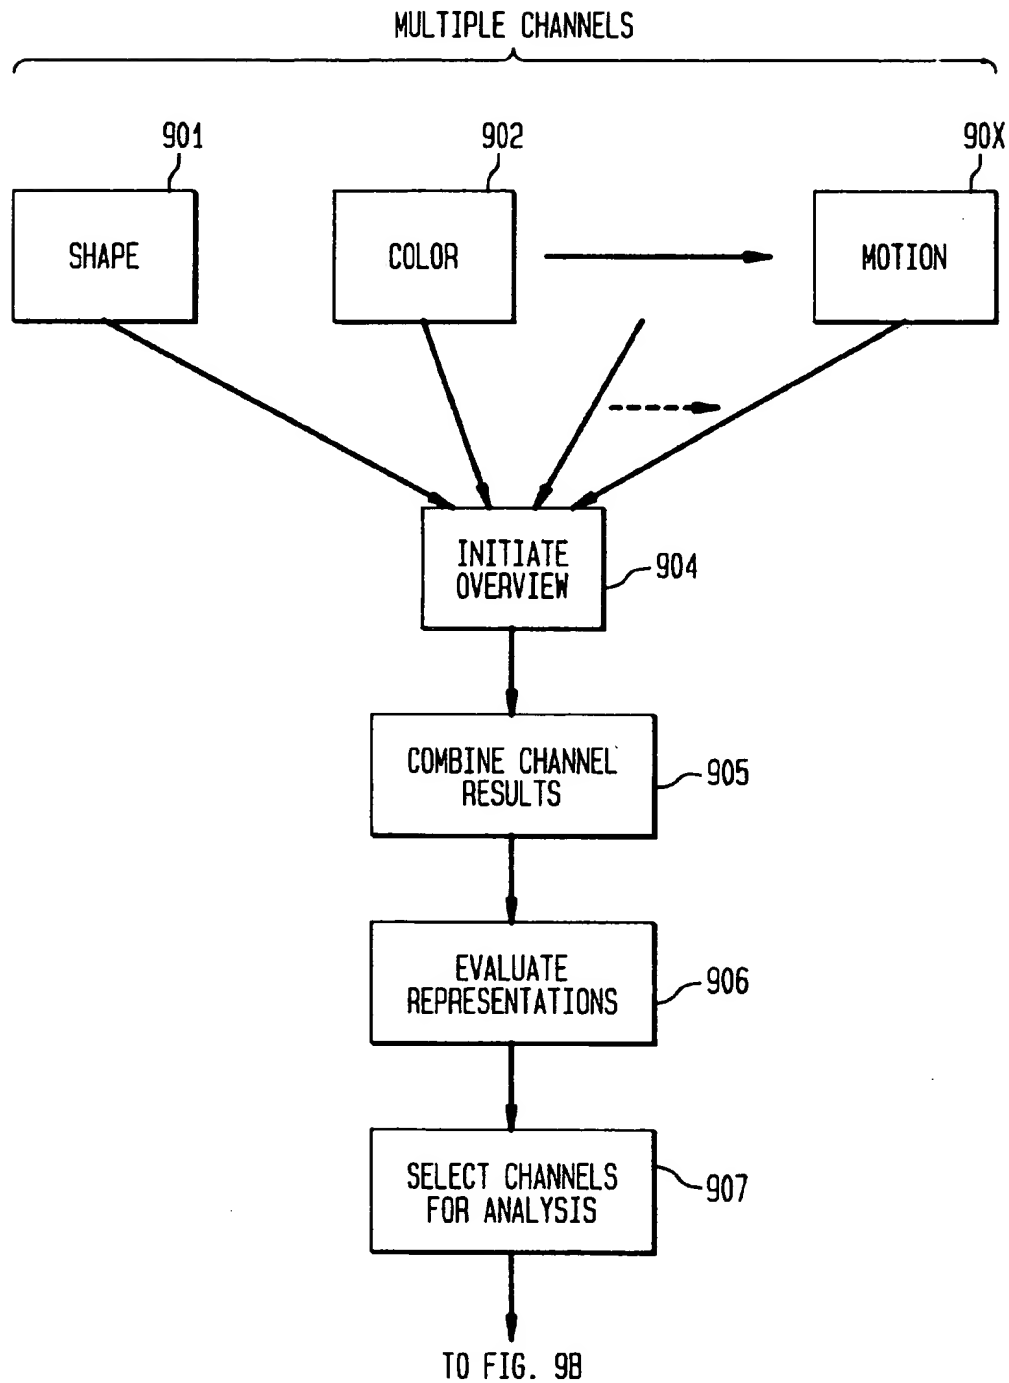 MULTIPLE CHANNELS
901
902
90X
SHAPE
COLOR
MOTION
INITIATE
OVERVIEW
904
COMBINE CHANNEL
RESULTS
905
EVALUATE
REPRESENTATIONS
906
SELECT CHANNELS
FOR ANALYSIS
907
TO FIG. 9B